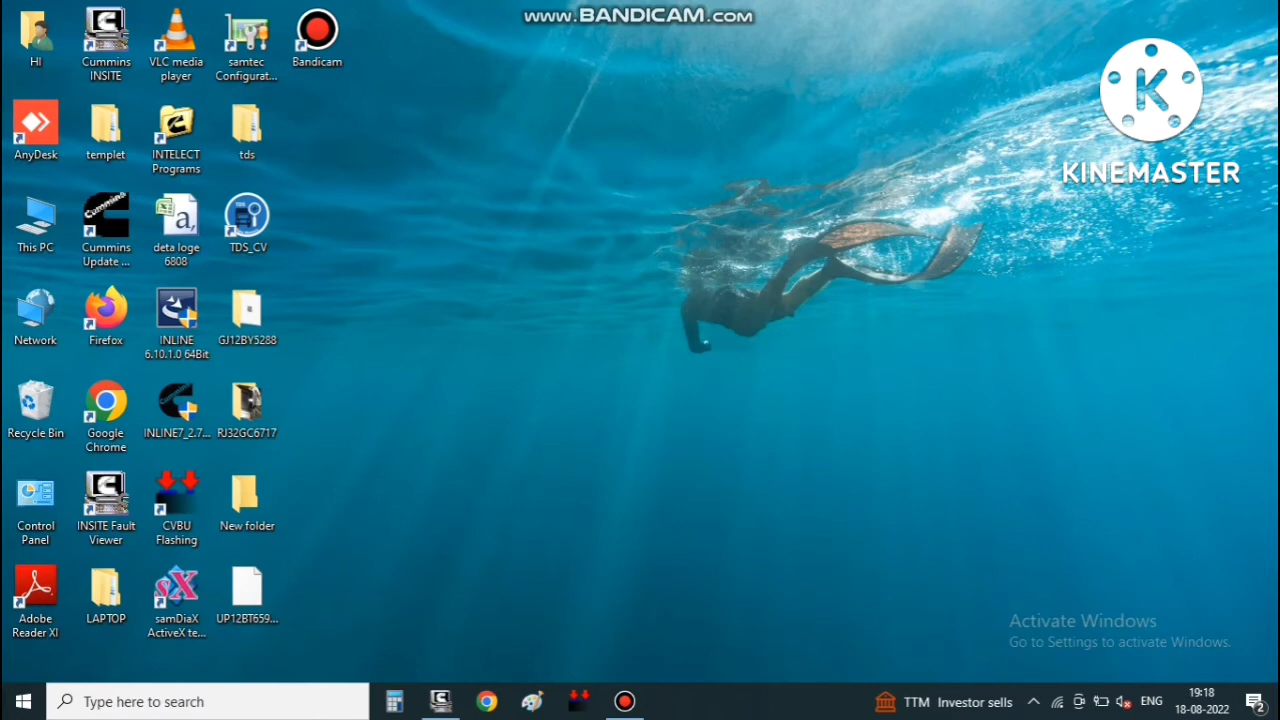 www.BANDICAM.com
HI
Cummins
INSITE
VLC media
player
samtec
Configurat...
Bandicam
K
KINEMASTER
AnyDesk
templet
INTELECT
Programs
tds
This PC
Cummins
Update ...
deta loge
6808
TDS_CV
Network
Firefox
INLINE
6.10.1.0 64Bit
GJ12BY5288
Recycle Bin
Google
Chrome
INLINE7_2.7...
RJ32GC6717
Control
Panel
INSITE Fault
Viewer
CVBU
Flashing
New folder
Adobe
Reader XI
LAPTOP
samDiaX
ActiveX te...
UP12BT659...
Activate Windows
Go to Settings to activate Windows.
Type here to search
TTM Investor sells
ENG
19:18
18-08-2022
2